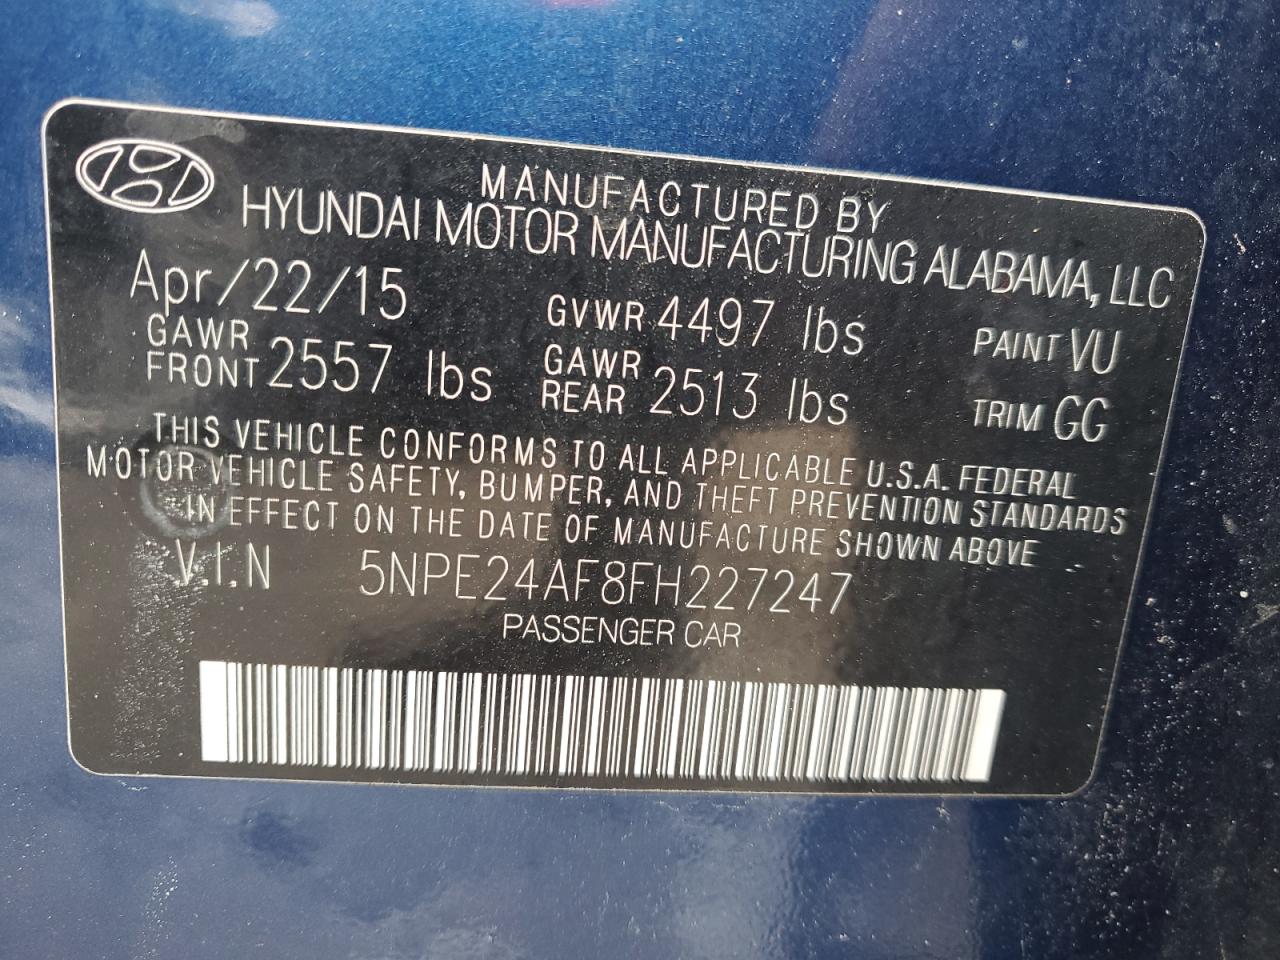 MANUFACTURED BY
HYUNDAI MOTOR MANUFACTURING ALABAMA, LLC
Apr/22/15 GVWR 4497 lbs PAINT VU
GAWR FRONT 2557 lbs GAWR REAR 2513 lbs TRIM GG
THIS VEHICLE CONFORMS TO ALL APPLICABLE U.S.A. FEDERAL
MOTOR VEHICLE SAFETY, BUMPER, AND THEFT PREVENTION STANDARDS
IN EFFECT ON THE DATE OF MANUFACTURE SHOWN ABOVE
V.I.N 5NPE24AF8FH227247
PASSENGER CAR